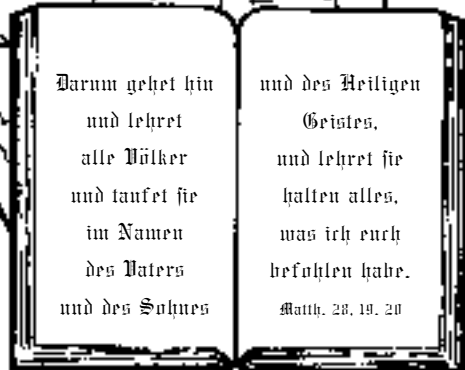 Darum gehet hin
und lehret
alle Völker
und taufet sie
im Namen
des Vaters
und des Sohnes
und des Heiligen
Geistes,
und lehret sie
halten alles,
was ich euch
befohlen habe.
Matth. 28, 19. 20